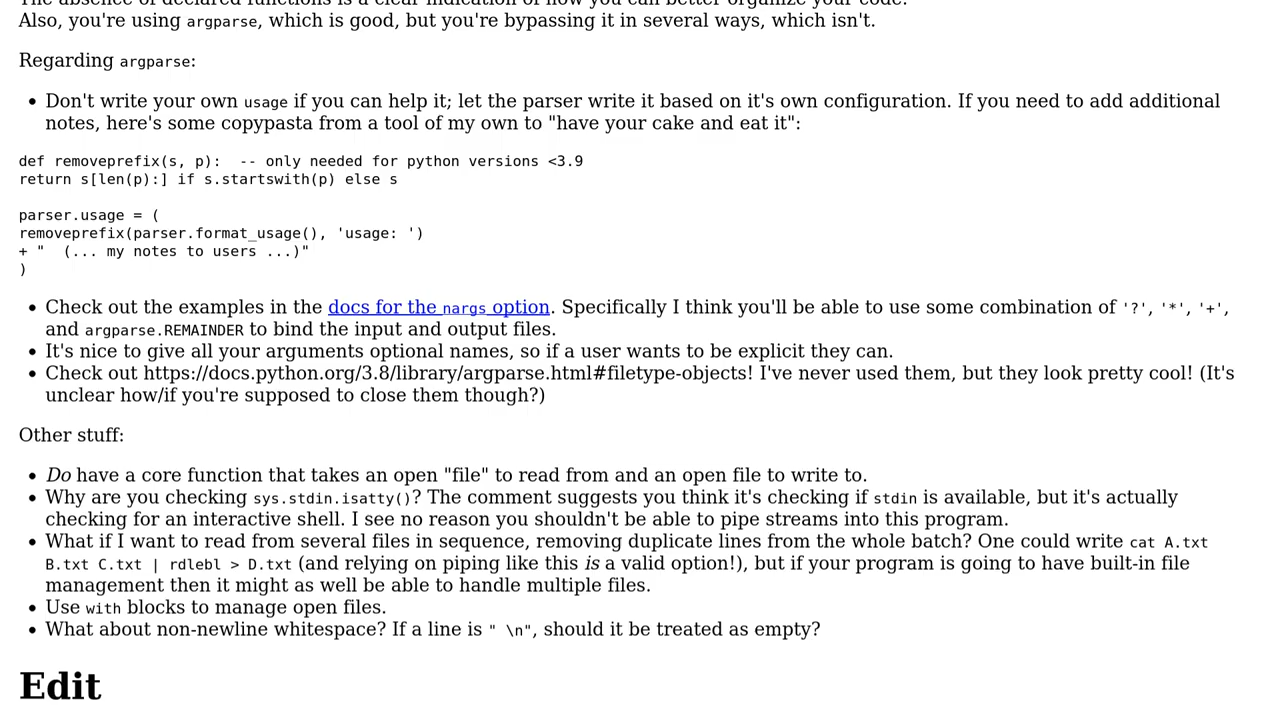 The absence of declared functions is a clear indication of how you can better organize your code.
Also, you're using argparse, which is good, but you're bypassing it in several ways, which isn't.
Regarding argparse:
• Don't write your own usage if you can help it; let the parser write it based on it's own configuration. If you need to add additional
notes, here's some copypasta from a tool of my own to "have your cake and eat it":
def removeprefix(s, p):  -- only needed for python versions <3.9
return s[len(p):] if s.startswith(p) else s
parser.usage = (
removeprefix(parser.format_usage(), 'usage: ')
+ "  (... my notes to users ...)"
)
• Check out the examples in the docs for the nargs option. Specifically I think you'll be able to use some combination of '?', '*', '+',
and argparse.REMAINDER to bind the input and output files.
• It's nice to give all your arguments optional names, so if a user wants to be explicit they can.
• Check out https://docs.python.org/3.8/library/argparse.html#filetype-objects! I've never used them, but they look pretty cool! (It's
unclear how/if you're supposed to close them though?)
Other stuff:
• Do have a core function that takes an open "file" to read from and an open file to write to.
• Why are you checking sys.stdin.isatty()? The comment suggests you think it's checking if stdin is available, but it's actually
checking for an interactive shell. I see no reason you shouldn't be able to pipe streams into this program.
• What if I want to read from several files in sequence, removing duplicate lines from the whole batch? One could write cat A.txt
B.txt C.txt | rdlebl > D.txt (and relying on piping like this is a valid option!), but if your program is going to have built-in file
management then it might as well be able to handle multiple files.
• Use with blocks to manage open files.
• What about non-newline whitespace? If a line is " \n", should it be treated as empty?
Edit